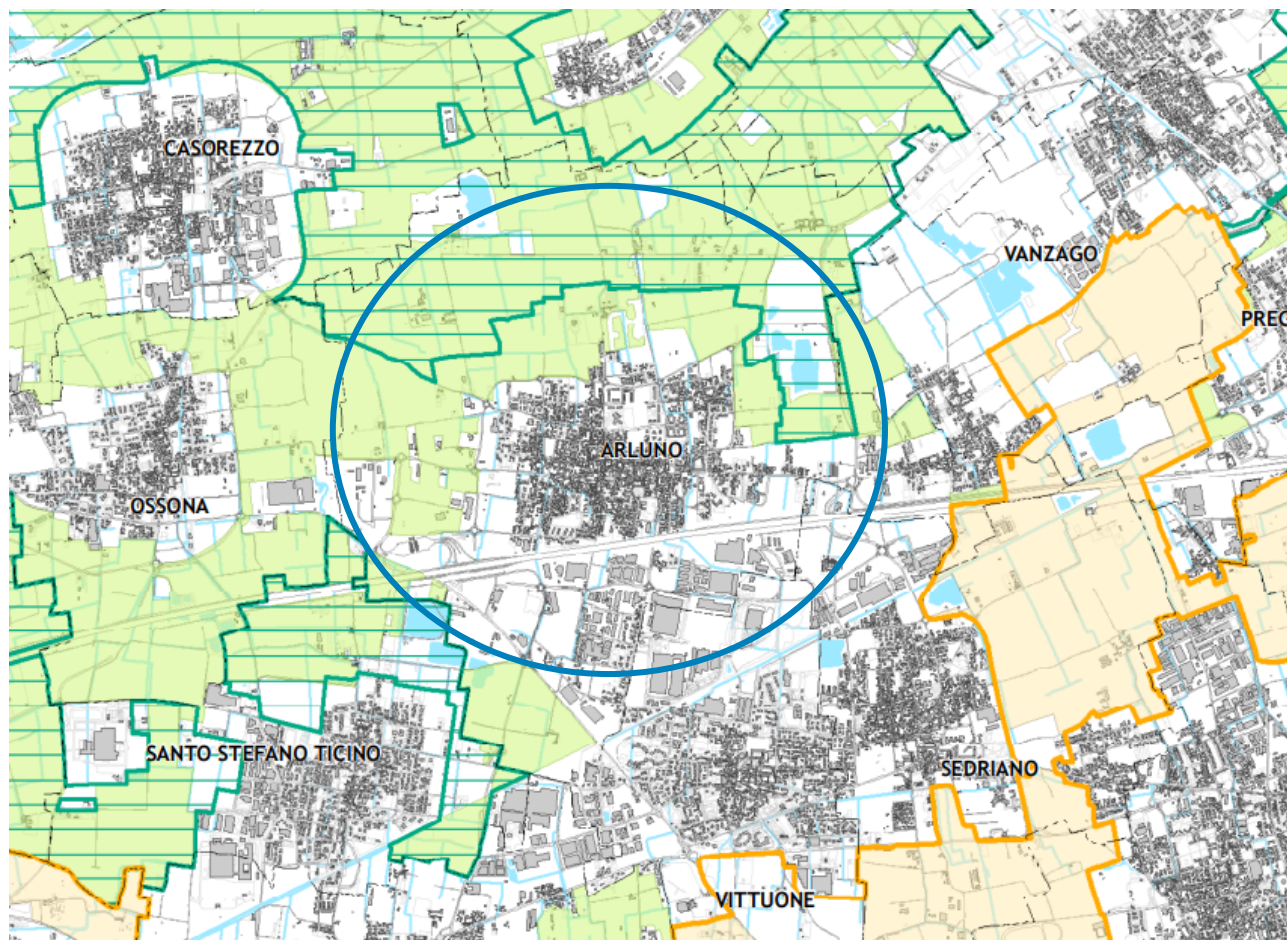 CASOREZZO
VANZAGO
PREG
ARLUNO
OSSONA
SANTO STEFANO TICINO
SEDRIANO
VITTUONE